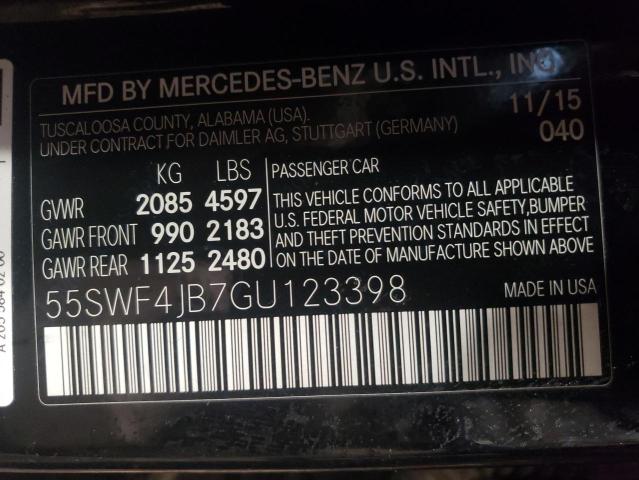 MFD BY MERCEDES-BENZ U.S. INTL., INC.
TUSCALOOSA COUNTY, ALABAMA (USA).
UNDER CONTRACT FOR DAIMLER AG, STUTTGART (GERMANY)
11/15
040
KG LBS
GVWR 2085 4597
GAWR FRONT 990 2183
GAWR REAR 1125 2480
PASSENGER CAR
THIS VEHICLE CONFORMS TO ALL APPLICABLE
U.S. FEDERAL MOTOR VEHICLE SAFETY,BUMPER
AND THEFT PREVENTION STANDARDS IN EFFECT
ON THE DATE OF MANUFACTURE SHOWN ABOVE.
55SWF4JB7GU123398
MADE IN USA